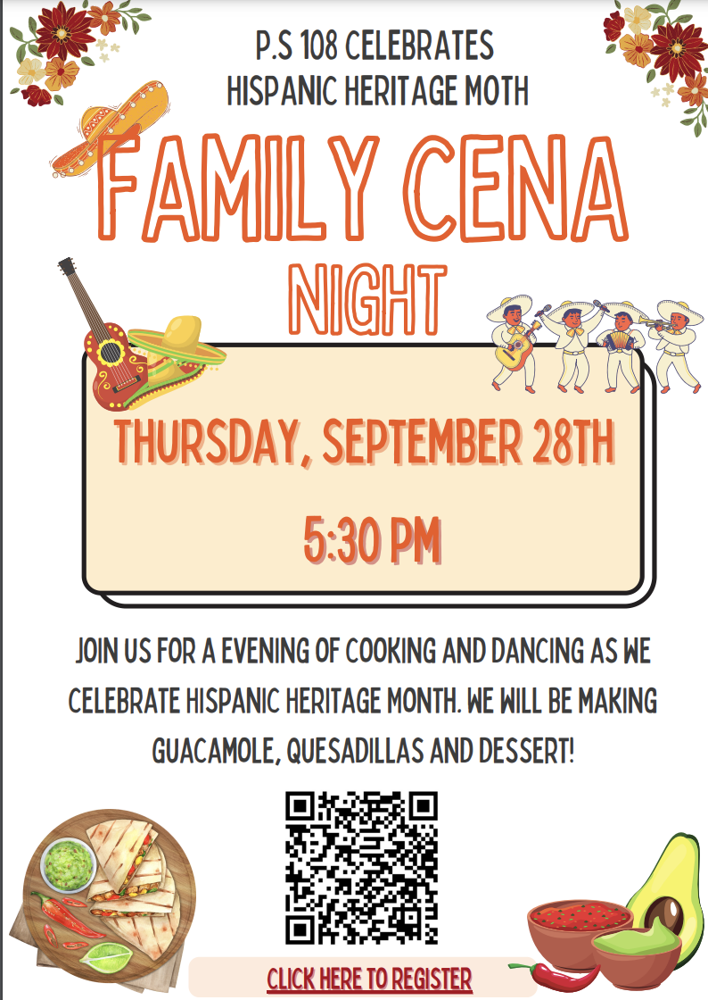 P.S 108 CELEBRATES
HISPANIC HERITAGE MOTH
FAMILY CENA
NIGHT
THURSDAY, SEPTEMBER 28TH
5:30 PM
JOIN US FOR A EVENING OF COOKING AND DANCING AS WE
CELEBRATE HISPANIC HERITAGE MONTH. WE WILL BE MAKING
GUACAMOLE, QUESADILLAS AND DESSERT!
CLICK HERE TO REGISTER